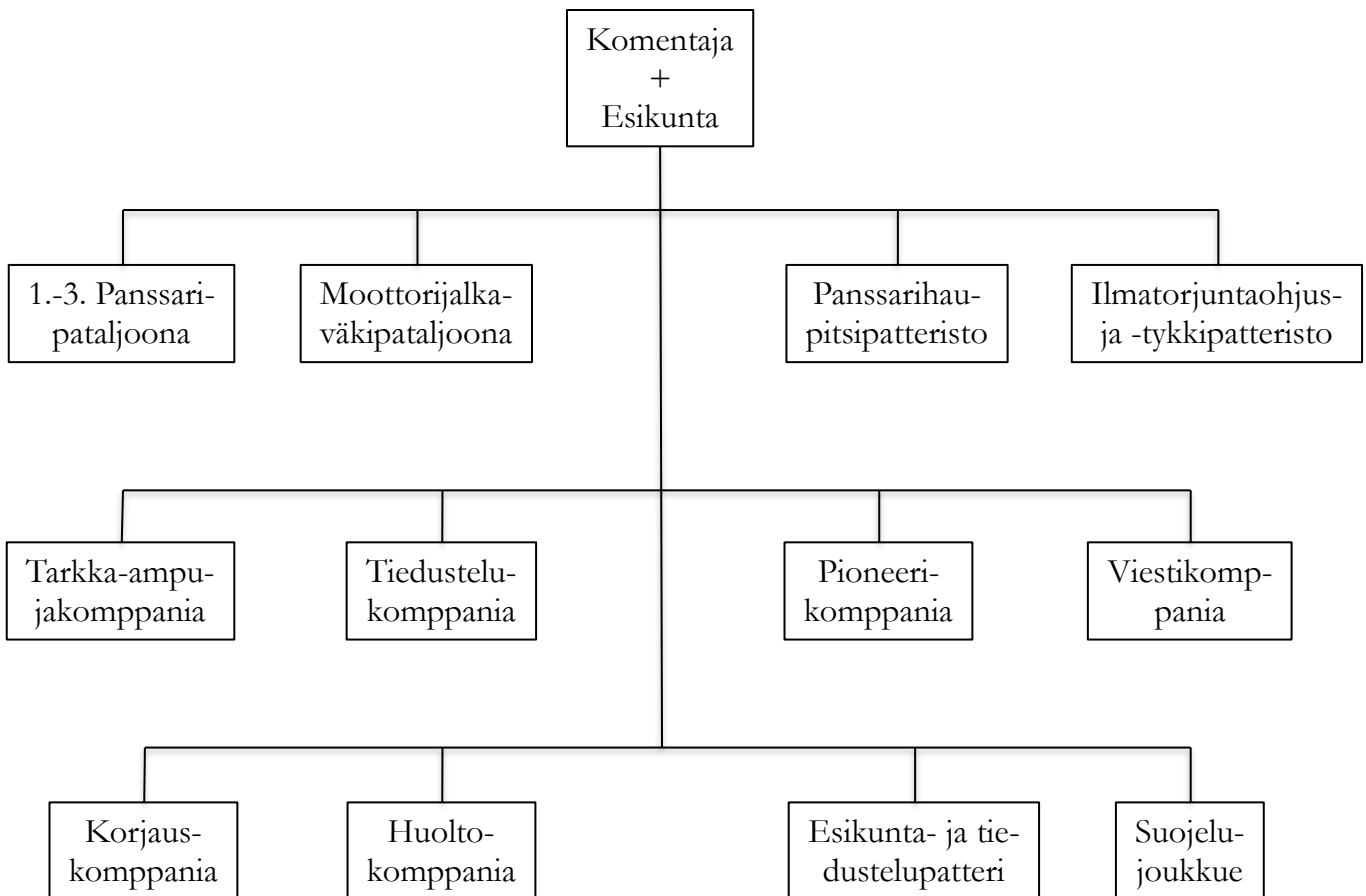 Komentaja
+
Esikunta
1.-3. Panssari-
pataljoona
Moottorijalka-
väkipataljoona
Panssarihau-
pitsipatteristo
Ilmatorjuntaohjus-
ja -tykkipatteristo
Tarkka-ampu-
jakomppania
Tiedustelu-
komppania
Pioneeri-
komppania
Viestikomp-
pania
Korjaus-
komppania
Huolto-
komppania
Esikunta- ja tie-
dustelupatteri
Suojelu-
joukkue